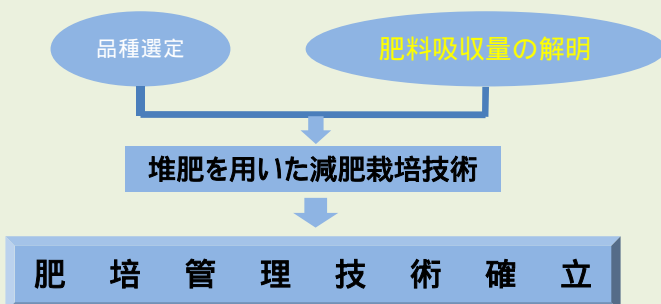 品種選定
肥料吸収量の解明
堆肥を用いた減肥栽培技術
肥培管理技術確立